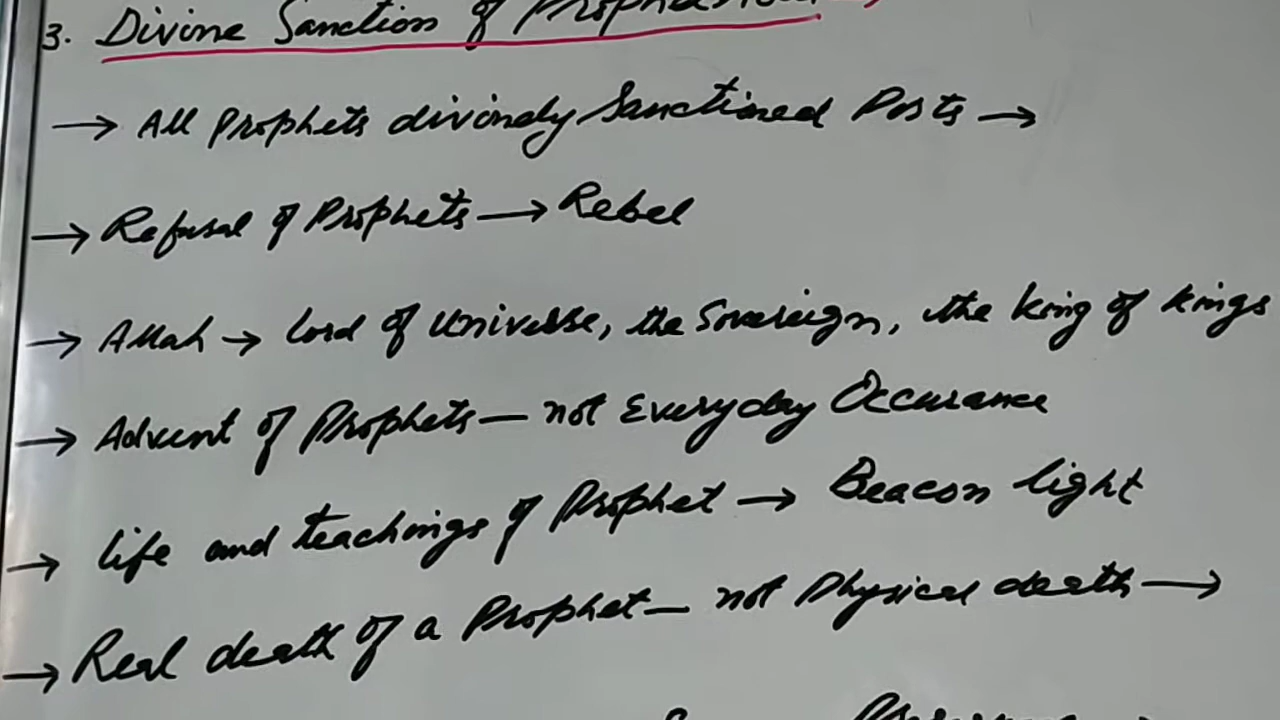 3. Divine Sanction of Prophethood
→ All Prophets divinely Sanctioned Posts →
→ Refusal of Prophets → Rebel
→ Allah → Lord of Universe, the Sovereign, the King of Kings
→ Advent of Prophets — not Everyday Occurance
→ life and teachings of Prophet → Beacon light
→ Real death of a Prophet — not Physical death →